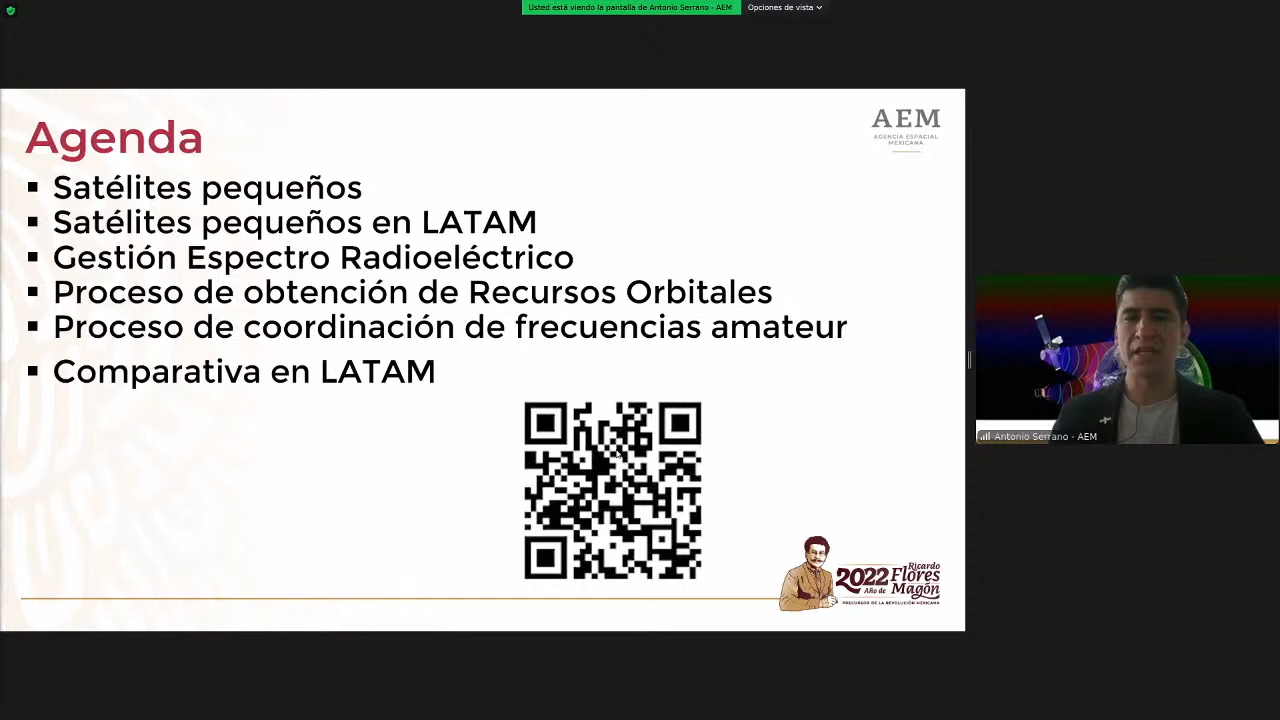 Usted está viendo la pantalla de Antonio Serrano - AEM
Opciones de vista
Agenda
AEM
AGENCIA ESPACIAL
MEXICANA
▪ Satélites pequeños
▪ Satélites pequeños en LATAM
▪ Gestión Espectro Radioeléctrico
▪ Proceso de obtención de Recursos Orbitales
▪ Proceso de coordinación de frecuencias amateur
▪ Comparativa en LATAM
Antonio Serrano - AEM
2022 Ricardo
Flores
Año de Magón
PRECURSOR DE LA REVOLUCIÓN MEXICANA